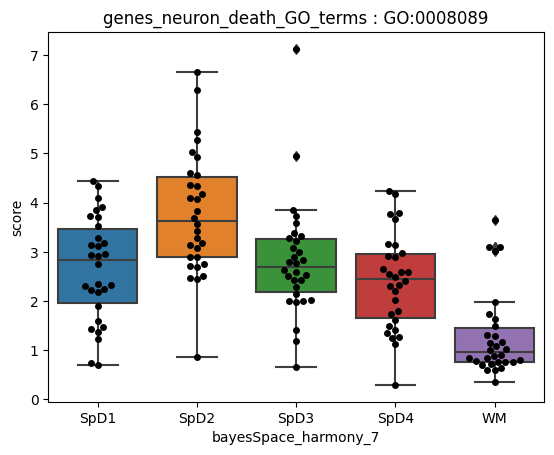 genes_neuron_death_GO_terms : GO:0008089
score
7
6
5
4
3
2
1
0
SpD1 SpD2 SpD3 SpD4 WM
bayesSpace_harmony_7